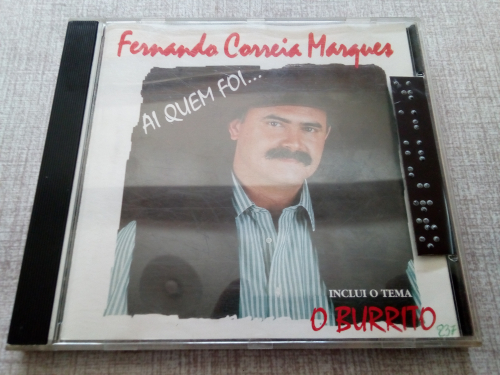 Fernando Correia Marques
AI QUEM FOI...
INCLUI O TEMA
O BURRITO